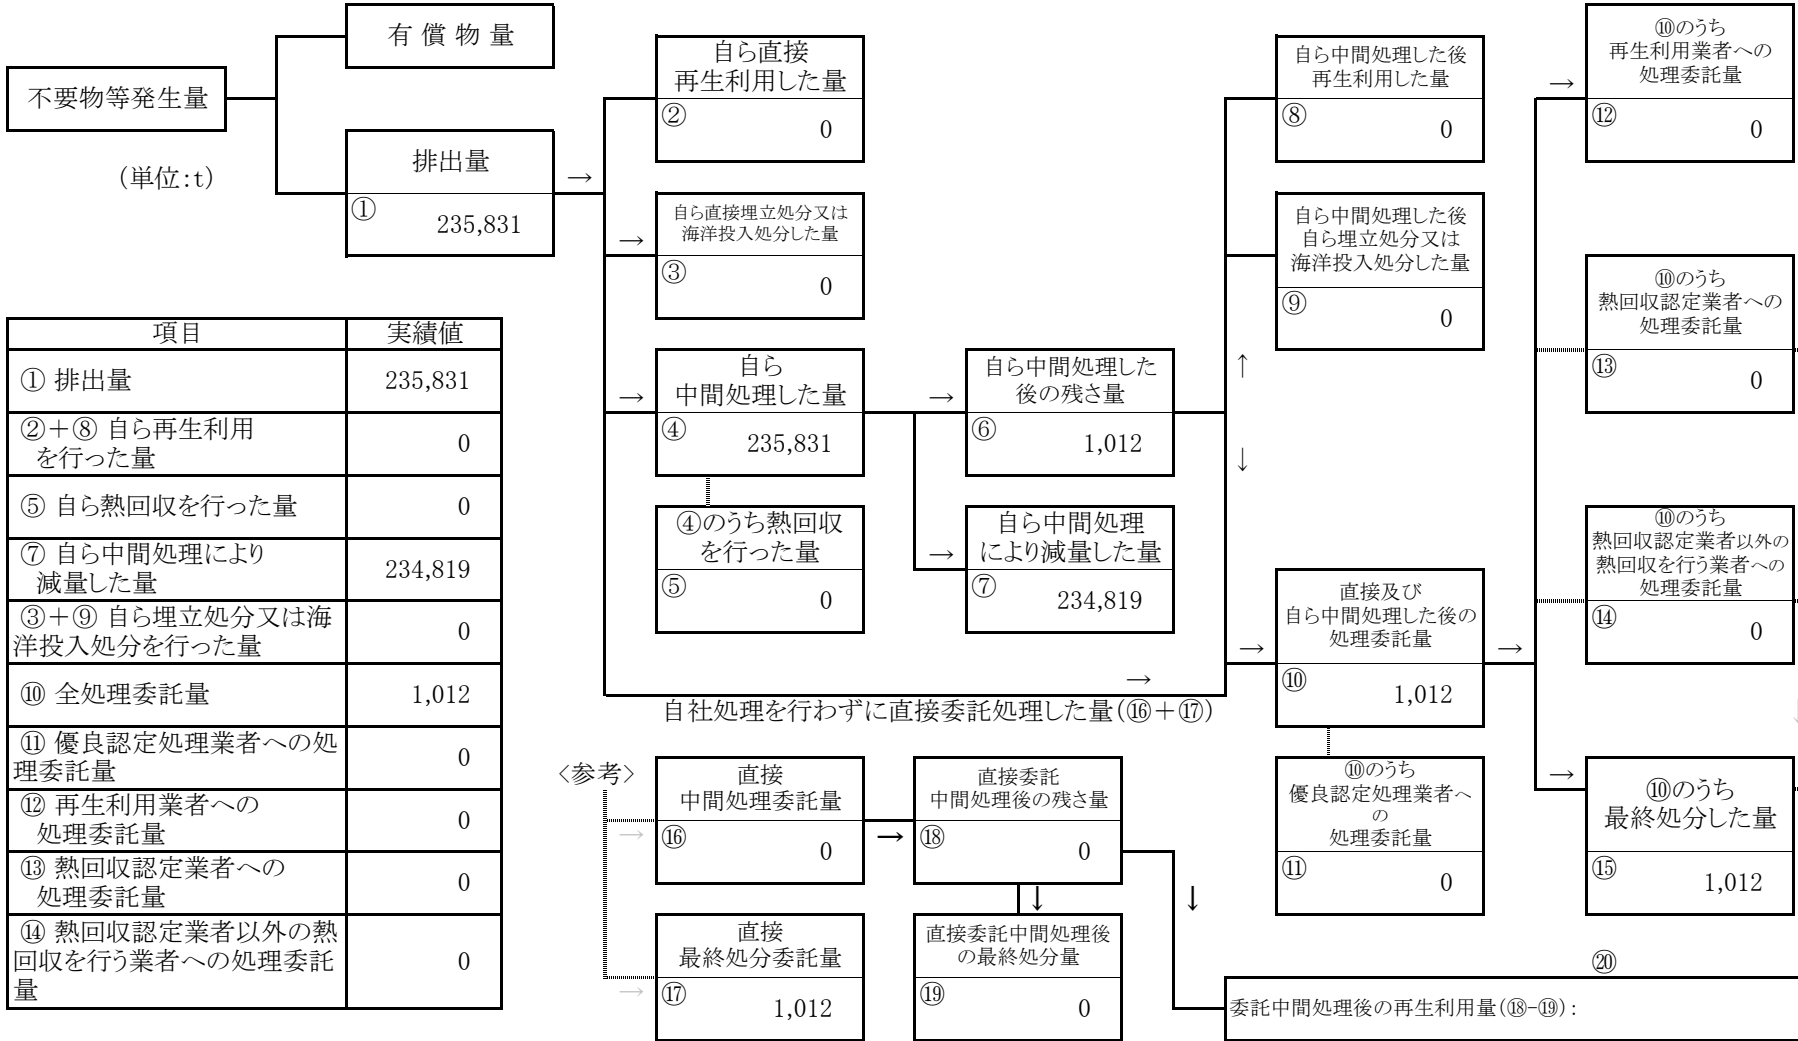 有 償 物 量
不要物等発生量
(単位:t)
排出量
①
235,831
→
自ら直接
再生利用した量
②
0
→
自ら直接埋立処分又は
海洋投入処分した量
③
0
→
自ら
中間処理した量
④
235,831
④のうち熱回収
を行った量
⑤
0
→
自ら中間処理した
後の残さ量
⑥
1,012
→
自ら中間処理
により減量した量
⑦
234,819
自ら中間処理した後
再生利用した量
⑧
0
自ら中間処理した後
自ら埋立処分又は
海洋投入処分した量
⑨
0
↑
↓
→
直接及び
自ら中間処理した後の
処理委託量
⑩
1,012
→
⑩のうち
優良認定処理業者へ
の
処理委託量
⑪
0
→
⑩のうち
再生利用業者への
処理委託量
⑫
0
⑩のうち
熱回収認定業者への
処理委託量
⑬
0
⑩のうち
熱回収認定業者以外の
熱回収を行う業者への
処理委託量
⑭
0
→
⑩のうち
最終処分した量
⑮
1,012
→
自社処理を行わずに直接委託処理した量(⑯+⑰)
<参考>
→
直接
中間処理委託量
⑯
0
→
直接委託
中間処理後の残さ量
⑱
0
↓
↓
→
直接
最終処分委託量
⑰
1,012
直接委託中間処理後
の最終処分量
⑲
0
⑳
委託中間処理後の再生利用量(⑱-⑲):
項目 実績値
① 排出量 235,831
②+⑧ 自ら再生利用
を行った量 0
⑤ 自ら熱回収を行った量 0
⑦ 自ら中間処理により
減量した量 234,819
③+⑨ 自ら埋立処分又は海
洋投入処分を行った量 0
⑩ 全処理委託量 1,012
⑪ 優良認定処理業者への処
理委託量 0
⑫ 再生利用業者への
処理委託量 0
⑬ 熱回収認定業者への
処理委託量 0
⑭ 熱回収認定業者以外の熱
回収を行う業者への処理委託
量 0